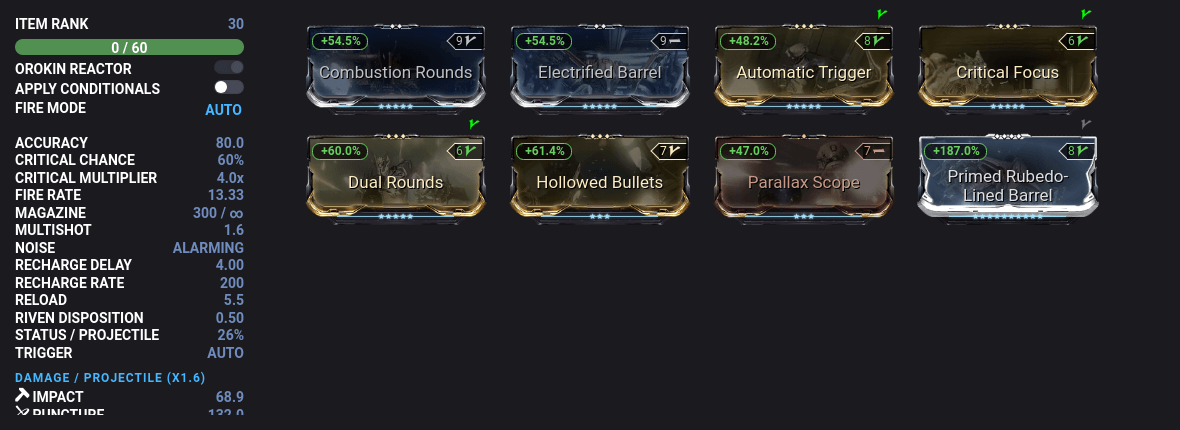 ITEM RANK 30
0 / 60
OROKIN REACTOR
APPLY CONDITIONALS
FIRE MODE AUTO
ACCURACY 80.0
CRITICAL CHANCE 60%
CRITICAL MULTIPLIER 4.0x
FIRE RATE 13.33
MAGAZINE 300 / ∞
MULTISHOT 1.6
NOISE ALARMING
RECHARGE DELAY 4.00
RECHARGE RATE 200
RELOAD 5.5
RIVEN DISPOSITION 0.50
STATUS / PROJECTILE 26%
TRIGGER AUTO
DAMAGE / PROJECTILE (X1.6)
IMPACT 68.9
PUNCTURE 132.0
+54.5% 9
Combustion Rounds
+54.5% 9
Electrified Barrel
+48.2% 8
Automatic Trigger
6
Critical Focus
+60.0% 6
Dual Rounds
+61.4% 7
Hollowed Bullets
+47.0% 7
Parallax Scope
+187.0% 8
Primed Rubedo-
Lined Barrel